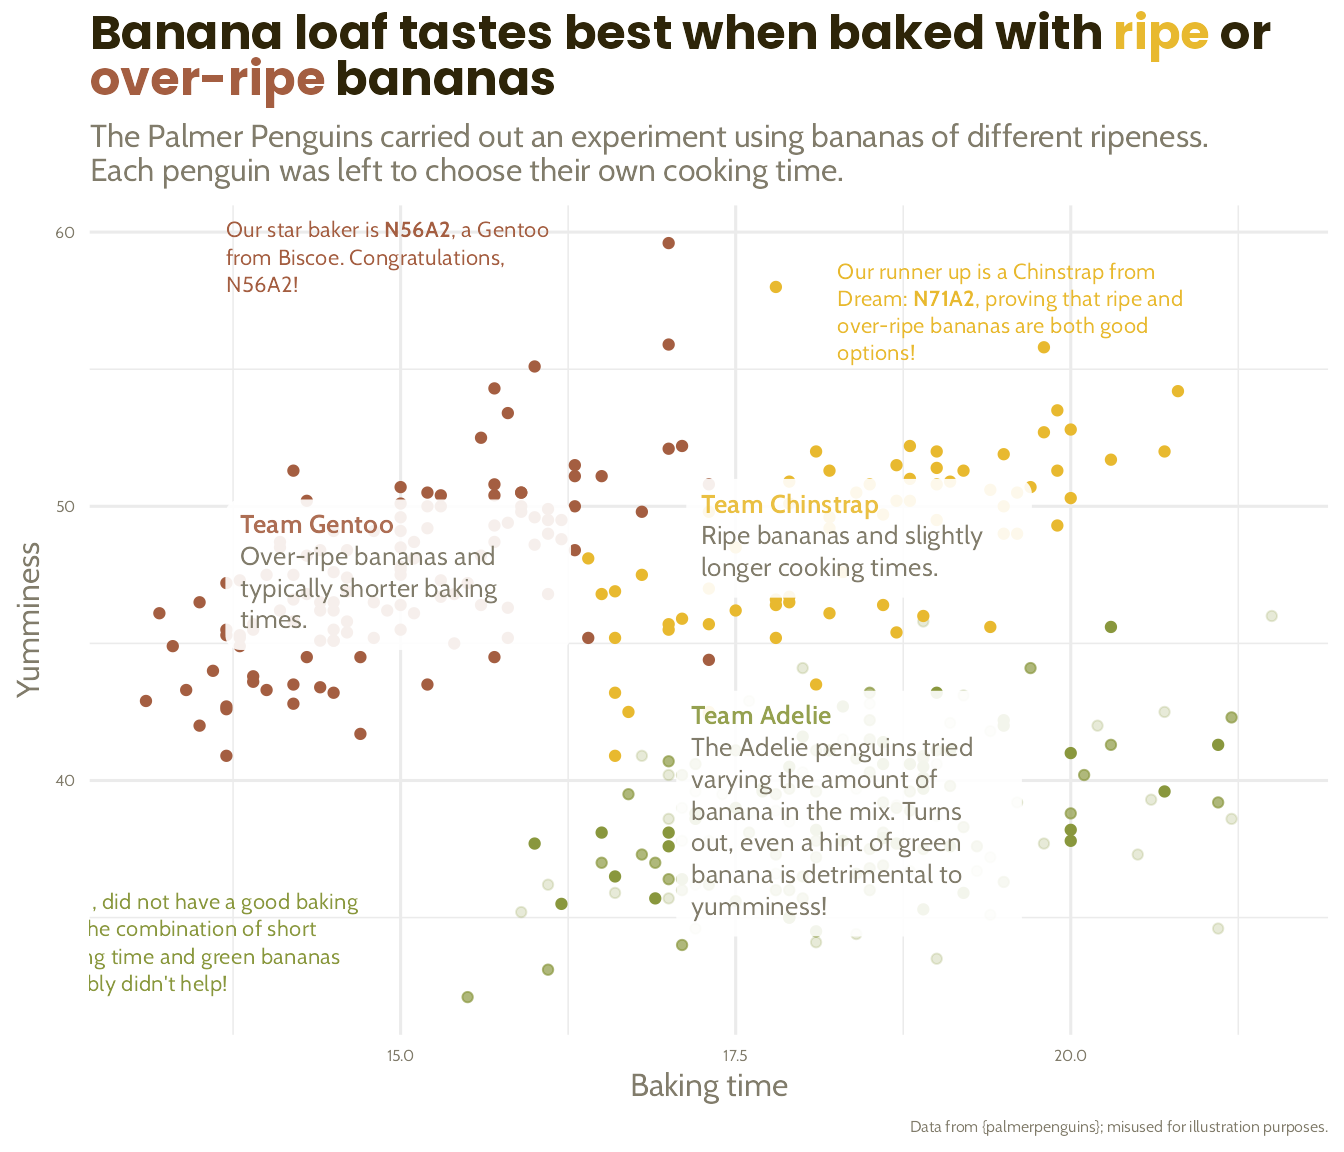 Banana loaf tastes best when baked with ripe or
over-ripe bananas
The Palmer Penguins carried out an experiment using bananas of different ripeness.
Each penguin was left to choose their own cooking time.
60
Our star baker is N56A2, a Gentoo
from Biscoe. Congratulations,
N56A2!
Our runner up is a Chinstrap from
Dream: N71A2, proving that ripe and
over-ripe bananas are both good
options!
50
Team Gentoo
Over-ripe bananas and
typically shorter baking
times.
Team Chinstrap
Ripe bananas and slightly
longer cooking times.
Yumminess
Team Adelie
The Adelie penguins tried
varying the amount of
banana in the mix. Turns
out, even a hint of green
banana is detrimental to
yumminess!
40
, did not have a good baking
he combination of short
ng time and green bananas
bly didn't help!
15.0
17.5
20.0
Baking time
Data from {palmerpenguins}; misused for illustration purposes.